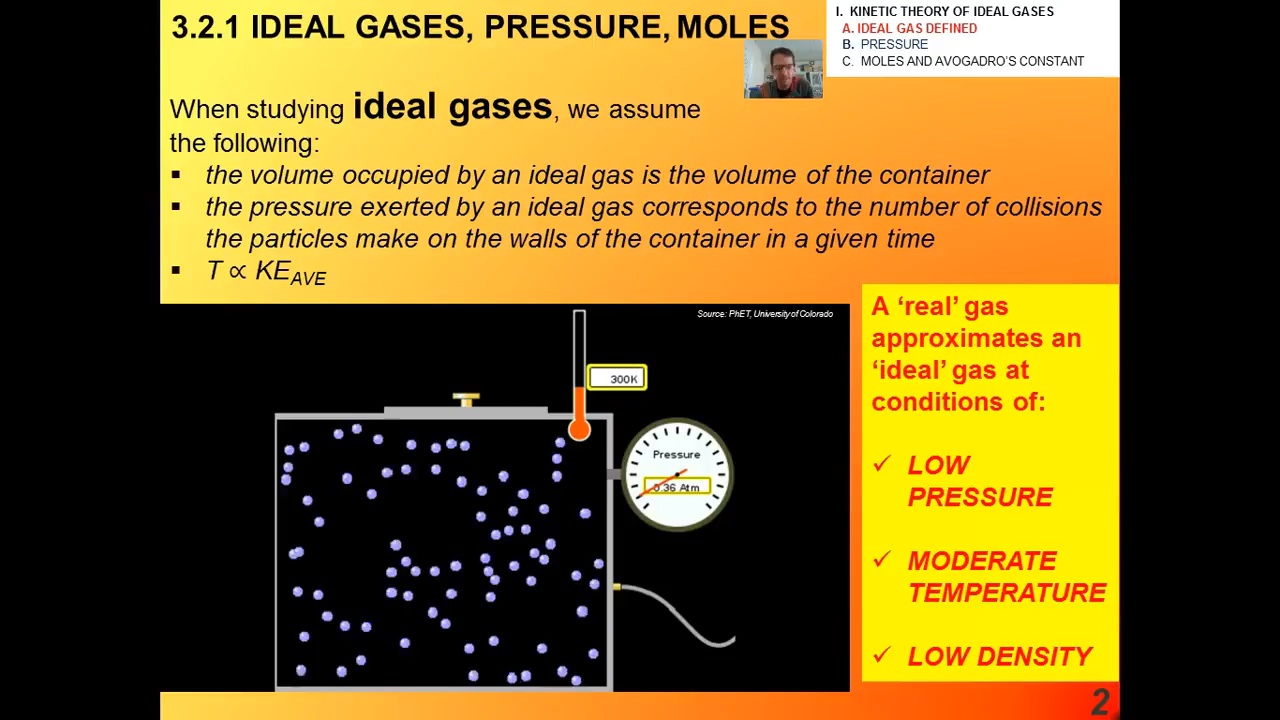 3.2.1 IDEAL GASES, PRESSURE, MOLES
I. KINETIC THEORY OF IDEAL GASES
A. IDEAL GAS DEFINED
B. PRESSURE
C. MOLES AND AVOGADRO'S CONSTANT
When studying ideal gases, we assume
the following:
▪ the volume occupied by an ideal gas is the volume of the container
▪ the pressure exerted by an ideal gas corresponds to the number of collisions
the particles make on the walls of the container in a given time
▪ T ∝ KE_AVE
Source: PhET, University of Colorado
300K
Pressure
0.36 Atm
A 'real' gas
approximates an
'ideal' gas at
conditions of:
✓ LOW
PRESSURE
✓ MODERATE
TEMPERATURE
✓ LOW DENSITY
2